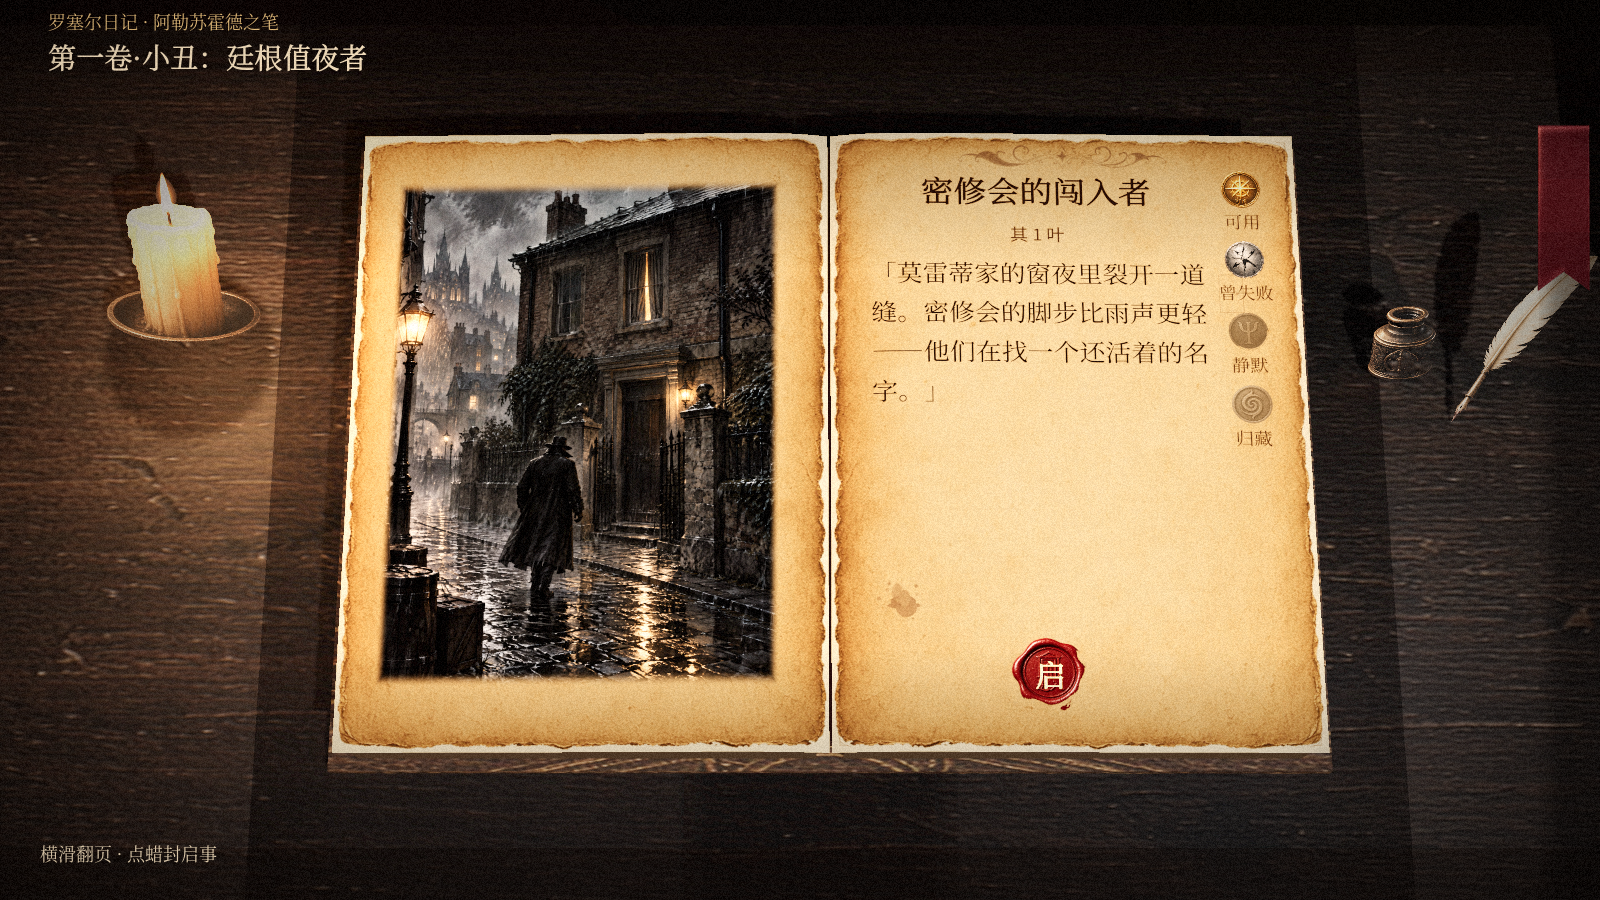 罗塞尔日记 · 阿勒苏霍德之笔
第一卷·小丑：廷根值夜者
密修会的闯入者
其 1 叶
「莫雷蒂家的窗夜里裂开一道
缝。密修会的脚步比雨声更轻
——他们在找一个还活着的名
字。」
可用
曾失败
静默
归藏
启
横滑翻页 · 点蜡封启事